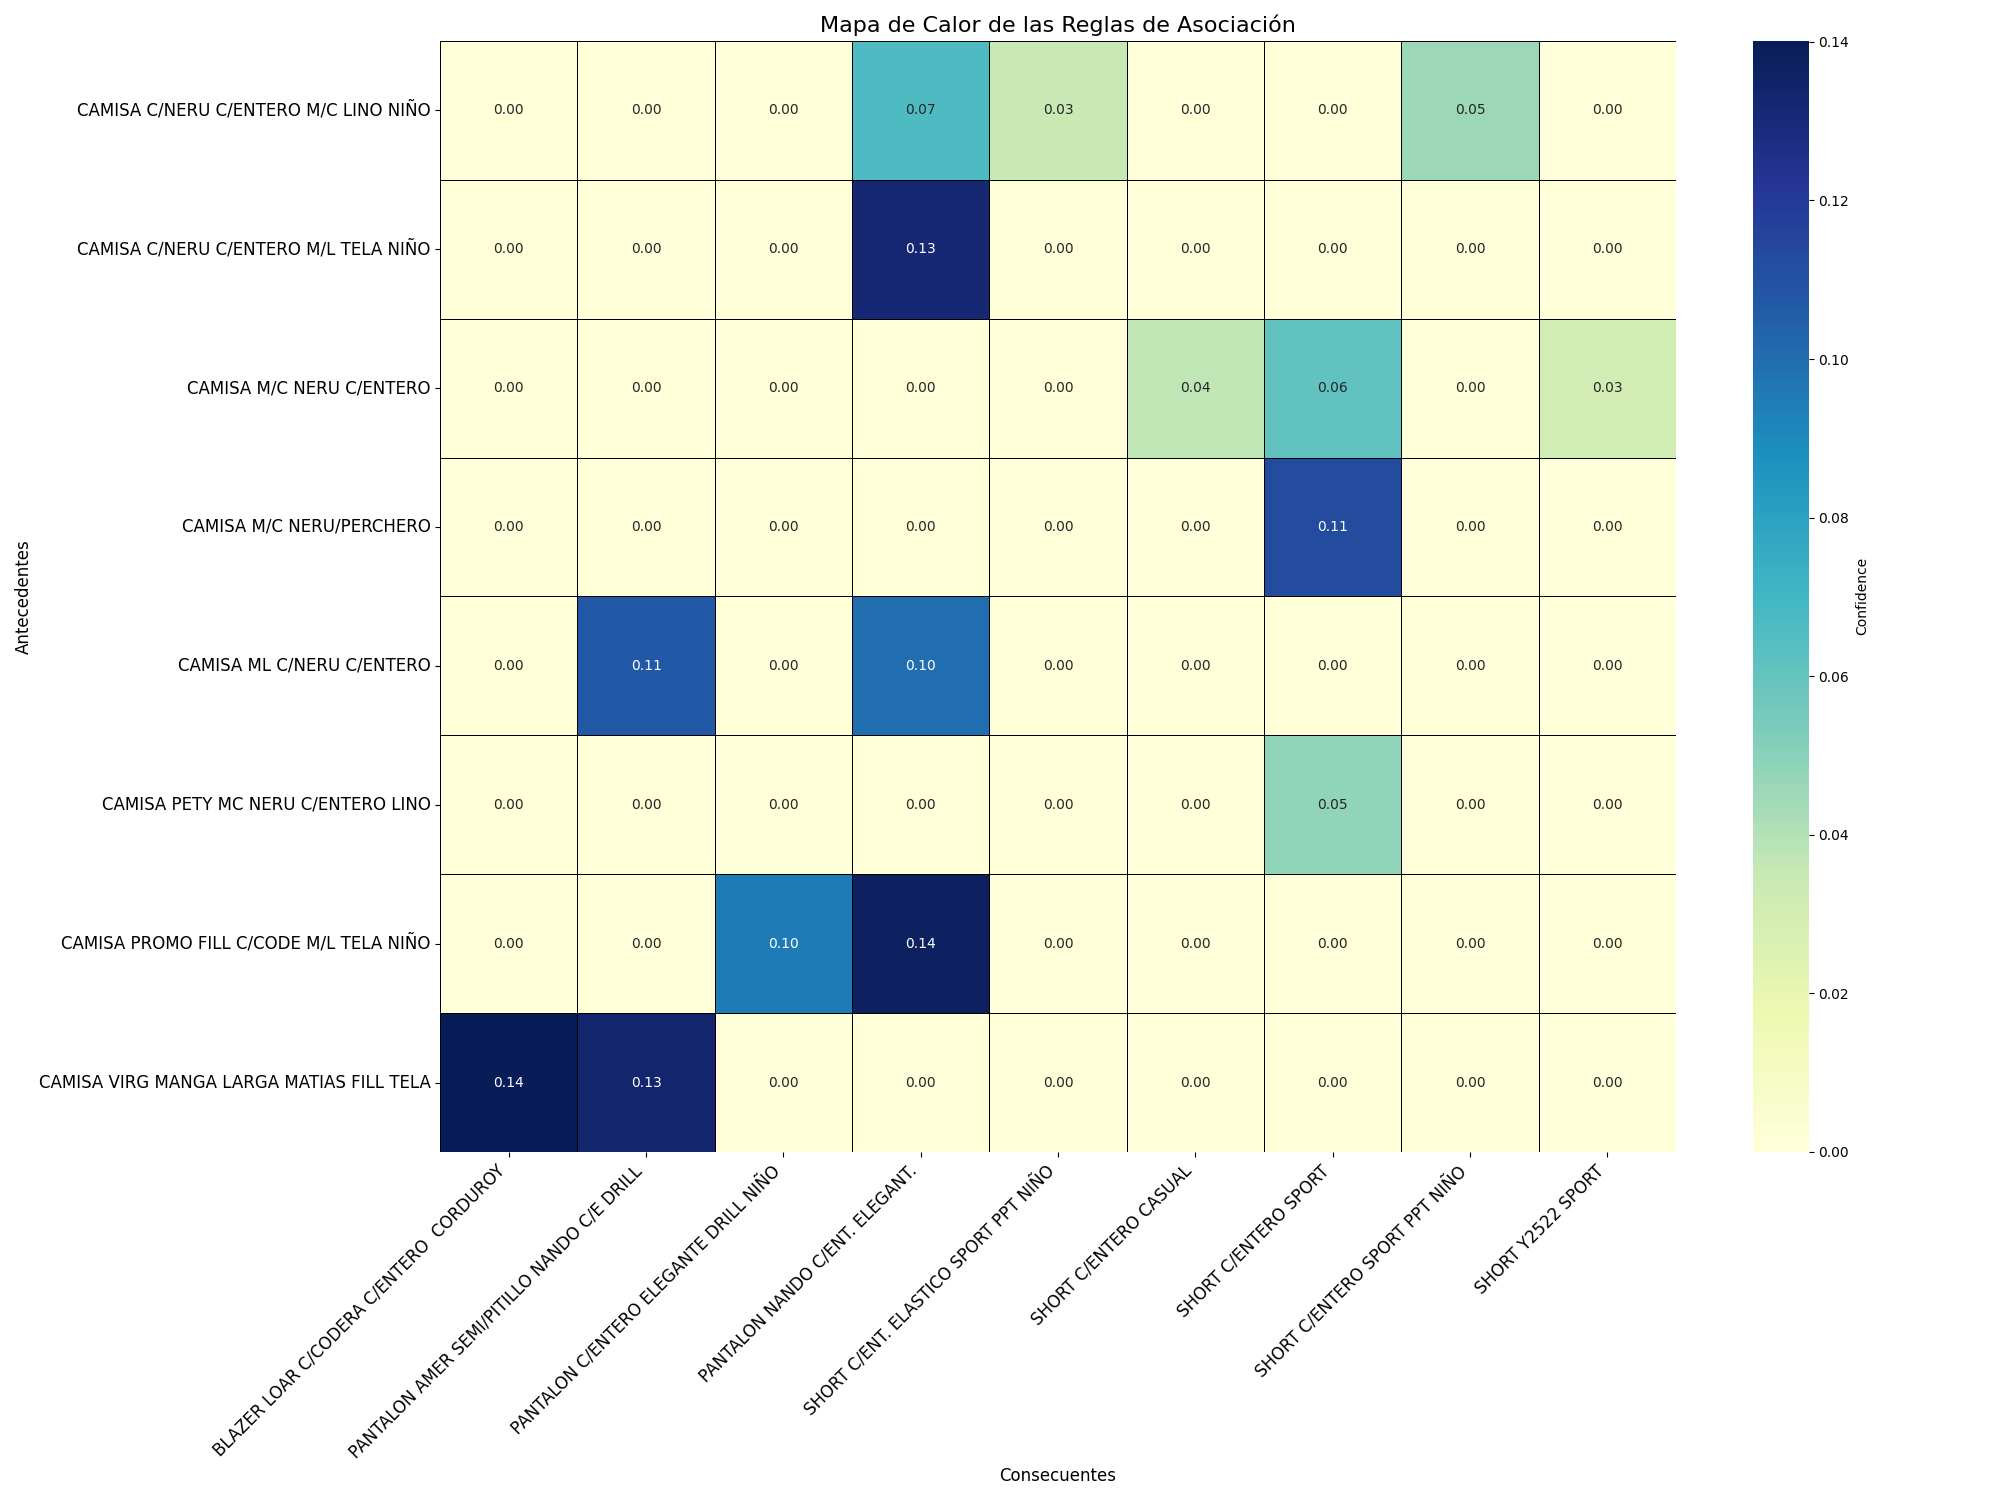 Mapa de Calor de las Reglas de Asociación
CAMISA C/NERU C/ENTERO M/C LINO NIÑO 0.00 0.00 0.00 0.07 0.03 0.00 0.00 0.05 0.00
CAMISA C/NERU C/ENTERO M/L TELA NIÑO 0.00 0.00 0.00 0.13 0.00 0.00 0.00 0.00 0.00
CAMISA M/C NERU C/ENTERO 0.00 0.00 0.00 0.00 0.00 0.04 0.06 0.00 0.03
CAMISA M/C NERU/PERCHERO 0.00 0.00 0.00 0.00 0.00 0.00 0.11 0.00 0.00
CAMISA ML C/NERU C/ENTERO 0.00 0.11 0.00 0.10 0.00 0.00 0.00 0.00 0.00
CAMISA PETY MC NERU C/ENTERO LINO 0.00 0.00 0.00 0.00 0.00 0.00 0.05 0.00 0.00
CAMISA PROMO FILL C/CODE M/L TELA NIÑO 0.00 0.00 0.10 0.14 0.00 0.00 0.00 0.00 0.00
CAMISA VIRG MANGA LARGA MATIAS FILL TELA 0.14 0.13 0.00 0.00 0.00 0.00 0.00 0.00 0.00
Antecedentes
BLAZER LOAR C/CODERA C/ENTERO  CORDUROY
PANTALON AMER SEMI/PITILLO NANDO C/E DRILL
PANTALON C/ENTERO ELEGANTE DRILL NIÑO
PANTALON NANDO C/ENT. ELEGANT.
SHORT C/ENT. ELASTICO SPORT PPT NIÑO
SHORT C/ENTERO CASUAL
SHORT C/ENTERO SPORT
SHORT C/ENTERO SPORT PPT NIÑO
SHORT Y2522 SPORT
Consecuentes
0.14
0.12
0.10
0.08
0.06
0.04
0.02
0.00
Confidence